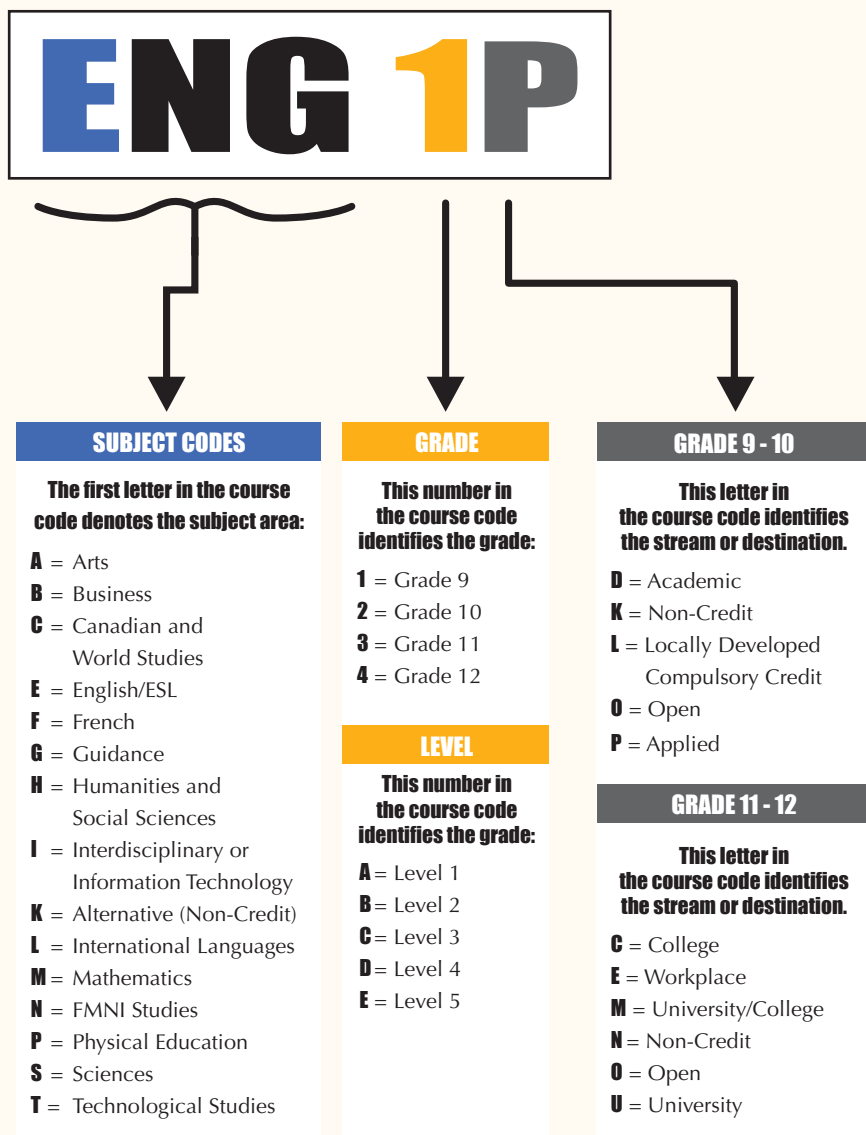 ENG 1P
SUBJECT CODES
The first letter in the course
code denotes the subject area:
A = Arts
B = Business
C = Canadian and
World Studies
E = English/ESL
F = French
G = Guidance
H = Humanities and
Social Sciences
I = Interdisciplinary or
Information Technology
K = Alternative (Non-Credit)
L = International Languages
M = Mathematics
N = FMNI Studies
P = Physical Education
S = Sciences
T = Technological Studies
GRADE
This number in
the course code
identifies the grade:
1 = Grade 9
2 = Grade 10
3 = Grade 11
4 = Grade 12
LEVEL
This number in
the course code
identifies the grade:
A = Level 1
B = Level 2
C = Level 3
D = Level 4
E = Level 5
GRADE 9 - 10
This letter in
the course code identifies
the stream or destination.
D = Academic
K = Non-Credit
L = Locally Developed
Compulsory Credit
O = Open
P = Applied
GRADE 11 - 12
This letter in
the course code identifies
the stream or destination.
C = College
E = Workplace
M = University/College
N = Non-Credit
O = Open
U = University